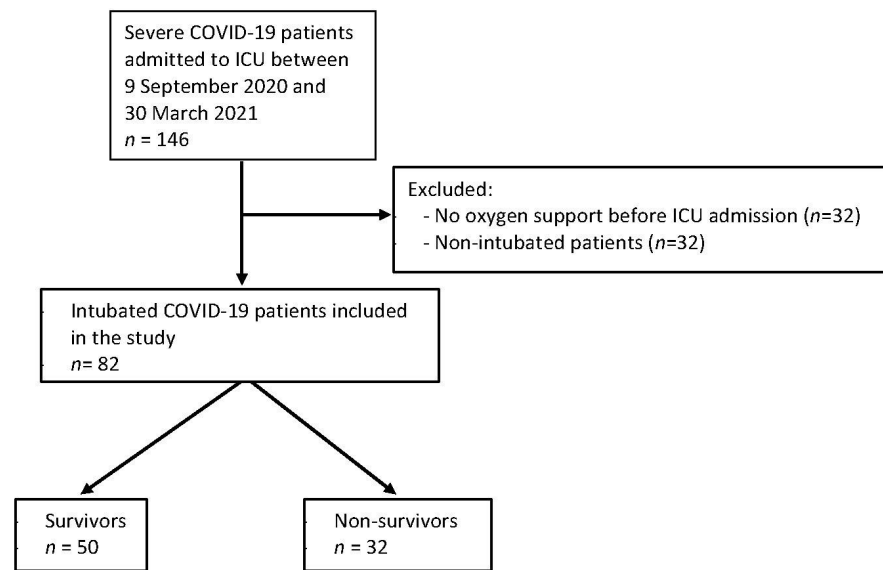 Severe COVID-19 patients
admitted to ICU between
9 September 2020 and
30 March 2021
n = 146
Excluded:
- No oxygen support before ICU admission (n=32)
- Non-intubated patients (n=32)
Intubated COVID-19 patients included
in the study
n= 82
Survivors
n = 50
Non-survivors
n = 32